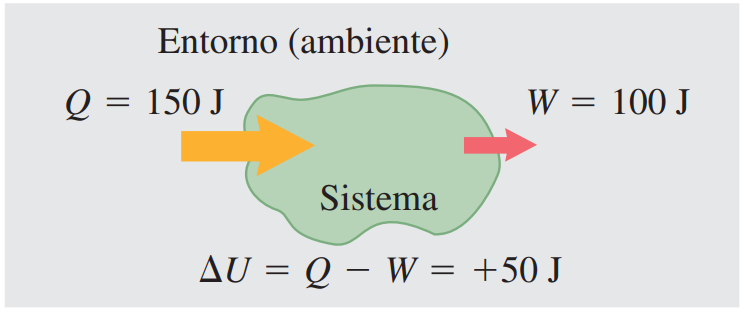 Entorno (ambiente)
Q = 150 J
W = 100 J
Sistema
ΔU = Q − W = +50 J